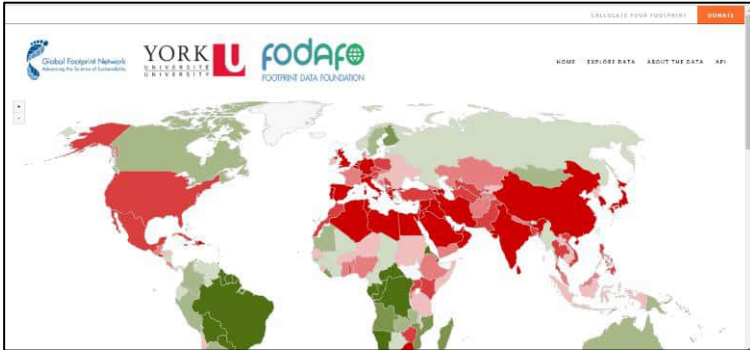 CALCULATE YOUR FOOTPRINT DONATE
Global Footprint Network
Advancing the Science of Sustainability
YORK U
UNIVERSITÉ
UNIVERSITY
FODAFO
FOOTPRINT DATA FOUNDATION
HOME EXPLORE DATA ABOUT THE DATA API
+
-